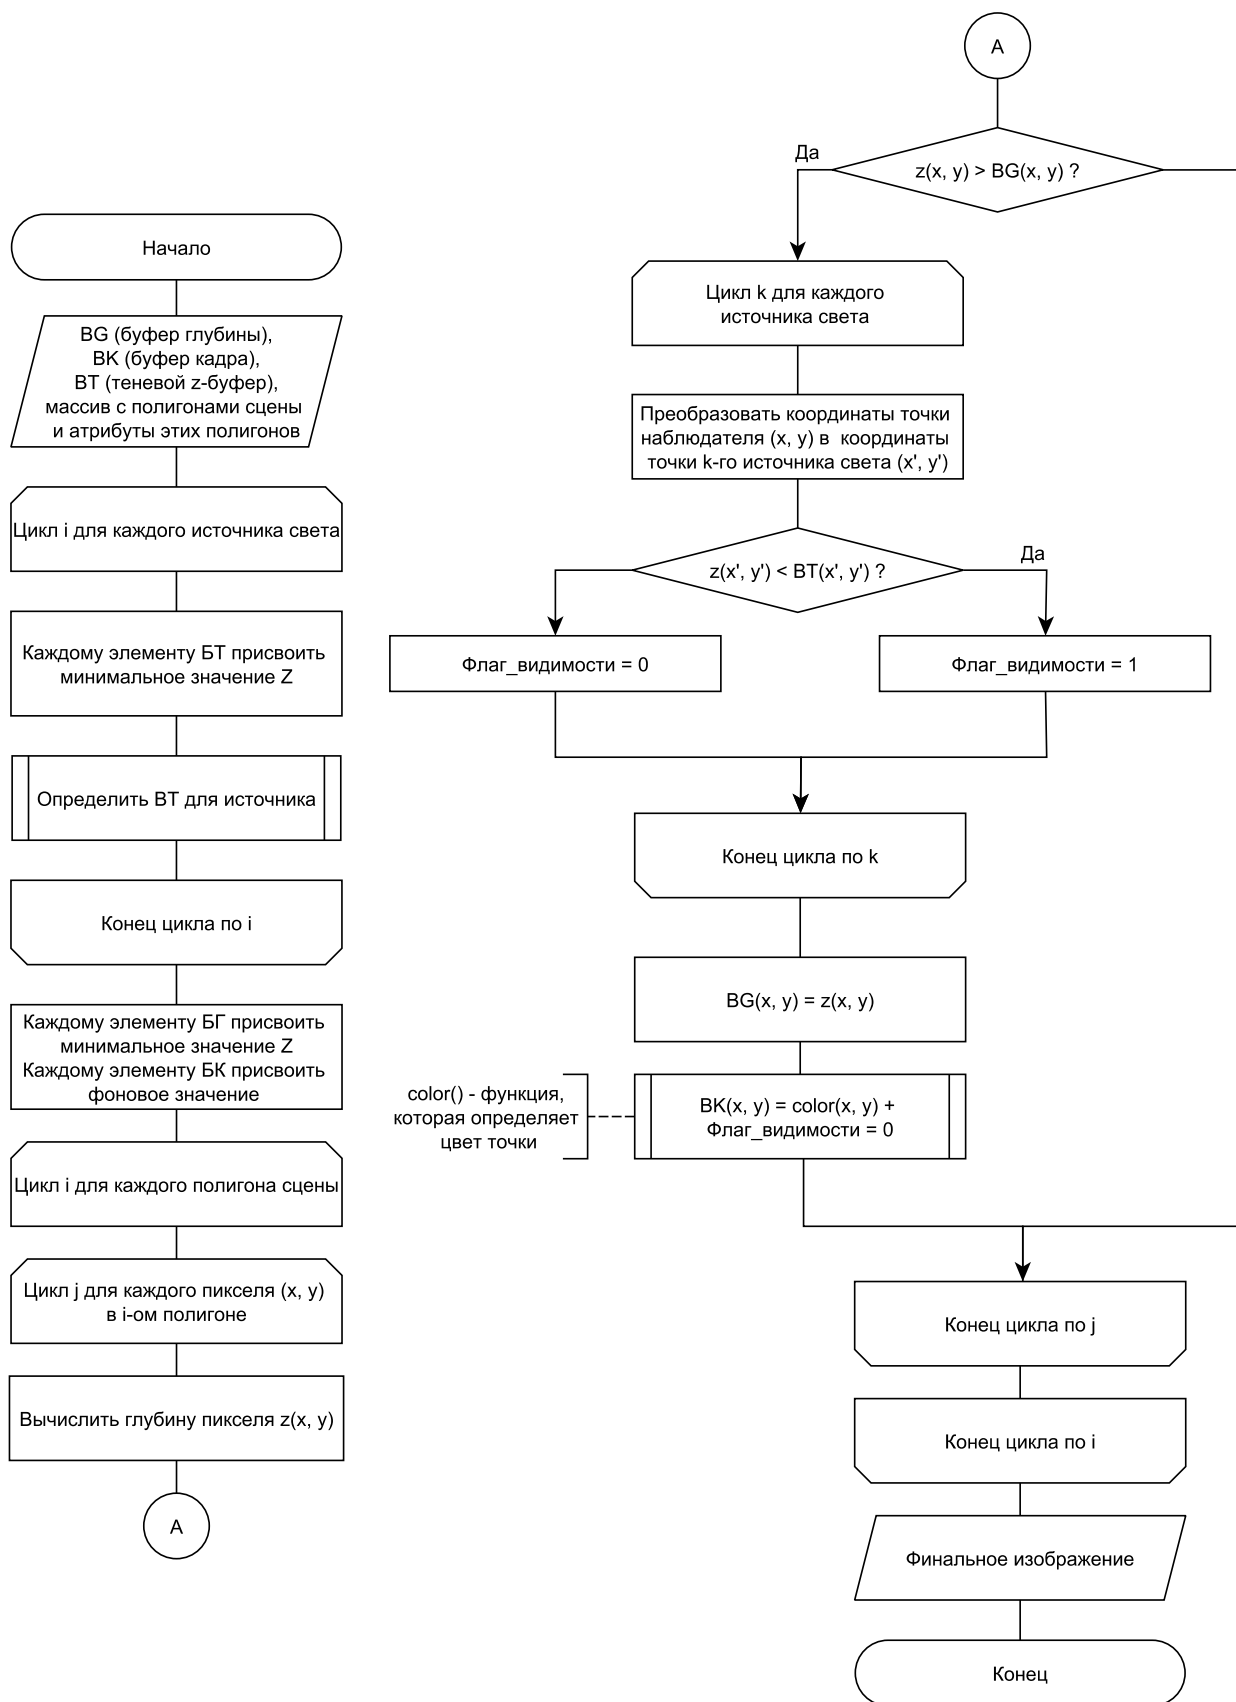 Начало
BG (буфер глубины),
BK (буфер кадра),
BT (теневой z-буфер),
массив с полигонами сцены
и атрибуты этих полигонов
Цикл i для каждого источника света
Каждому элементу БТ присвоить
минимальное значение Z
Определить BT для источника
Конец цикла по i
Каждому элементу БГ присвоить
минимальное значение Z
Каждому элементу БК присвоить
фоновое значение
Цикл i для каждого полигона сцены
Цикл j для каждого пикселя (x, y)
в i-ом полигоне
Вычислить глубину пикселя z(x, y)
A
A
Да
z(x, y) > BG(x, y) ?
Цикл k для каждого
источника света
Преобразовать координаты точки
наблюдателя (x, y) в координаты
точки k-го источника света (x', y')
Да
z(x', y') < BT(x', y') ?
Флаг_видимости = 0
Флаг_видимости = 1
Конец цикла по k
BG(x, y) = z(x, y)
color() - функция,
которая определяет
цвет точки
BK(x, y) = color(x, y) +
Флаг_видимости = 0
Конец цикла по j
Конец цикла по i
Финальное изображение
Конец